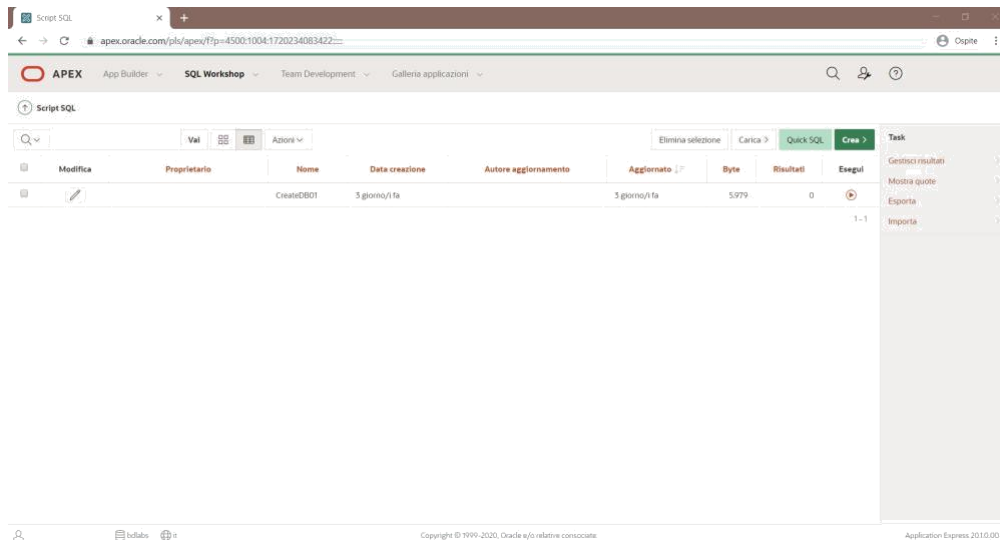 Script SQL
apex.oracle.com/pls/apex/f?p=4500:1004:1720234083422:::::
Ospite
APEX App Builder SQL Workshop Team Development Galleria applicazioni
Script SQL
Vai Azioni Elimina selezione Carica > Quick SQL Crea > Task
Modifica Proprietario Nome Data creazione Autore aggiornamento Aggiornato Byte Risultati Esegui
Gestisci risultati
Mostra quote
CreateDB01 3 giorno/i fa 3 giorno/i fa 5.979 0
Esporta
1 - 1
Importa
bdlabs it Copyright © 1999-2020, Oracle e/o relative consociate. Application Express 20.1.0.00